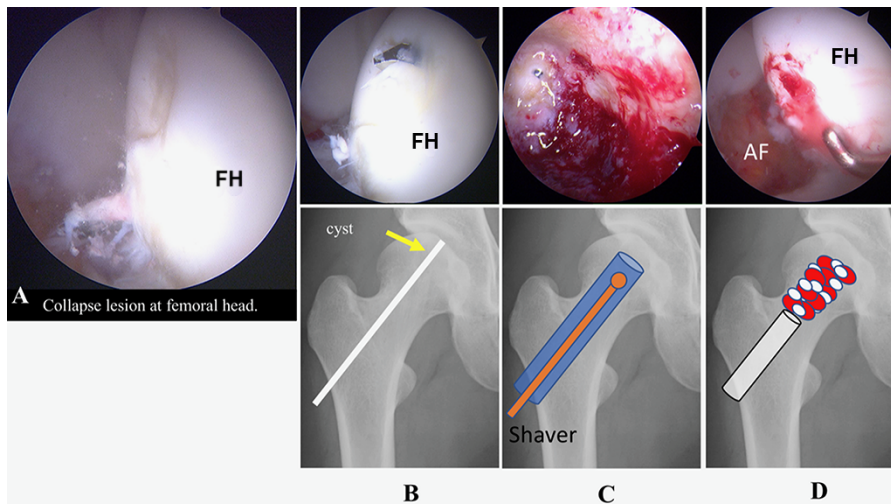 FH
A
Collapse lesion at femoral head.
FH
FH
AF
cyst
Shaver
B
C
D